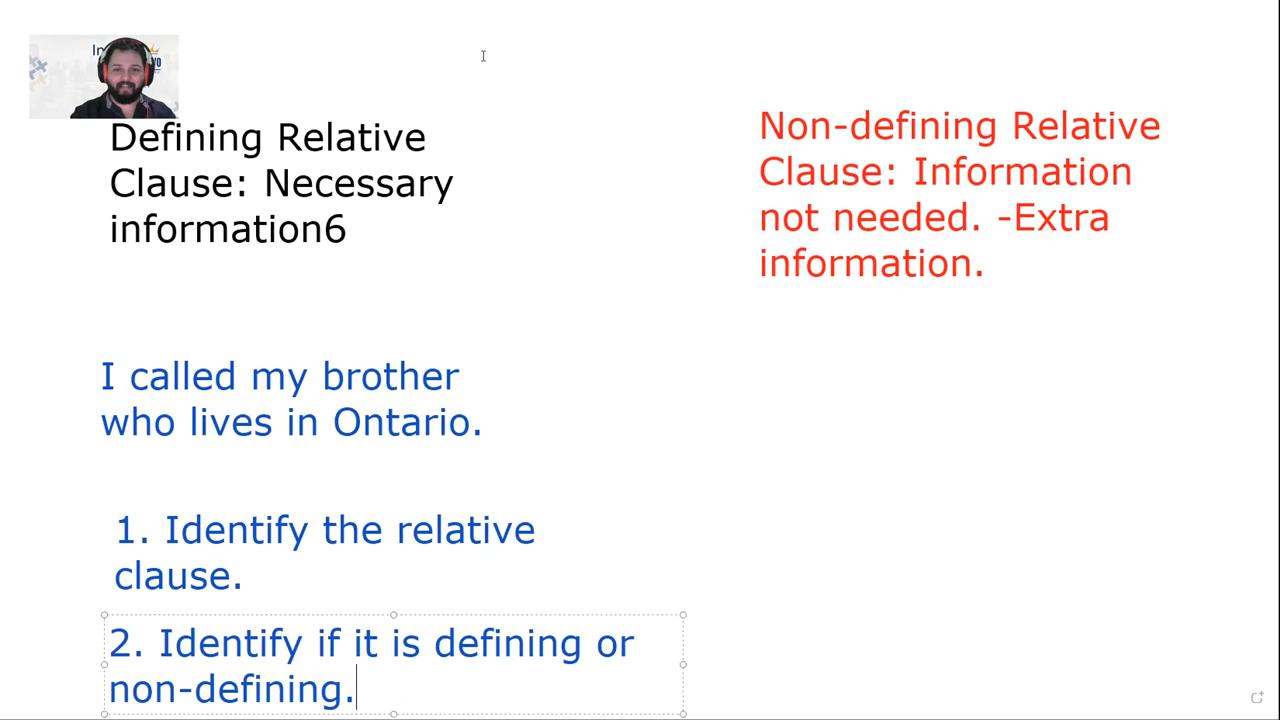 Defining Relative
Clause: Necessary
information6
Non-defining Relative
Clause: Information
not needed. -Extra
information.
I called my brother
who lives in Ontario.
1. Identify the relative
clause.
2. Identify if it is defining or
non-defining.